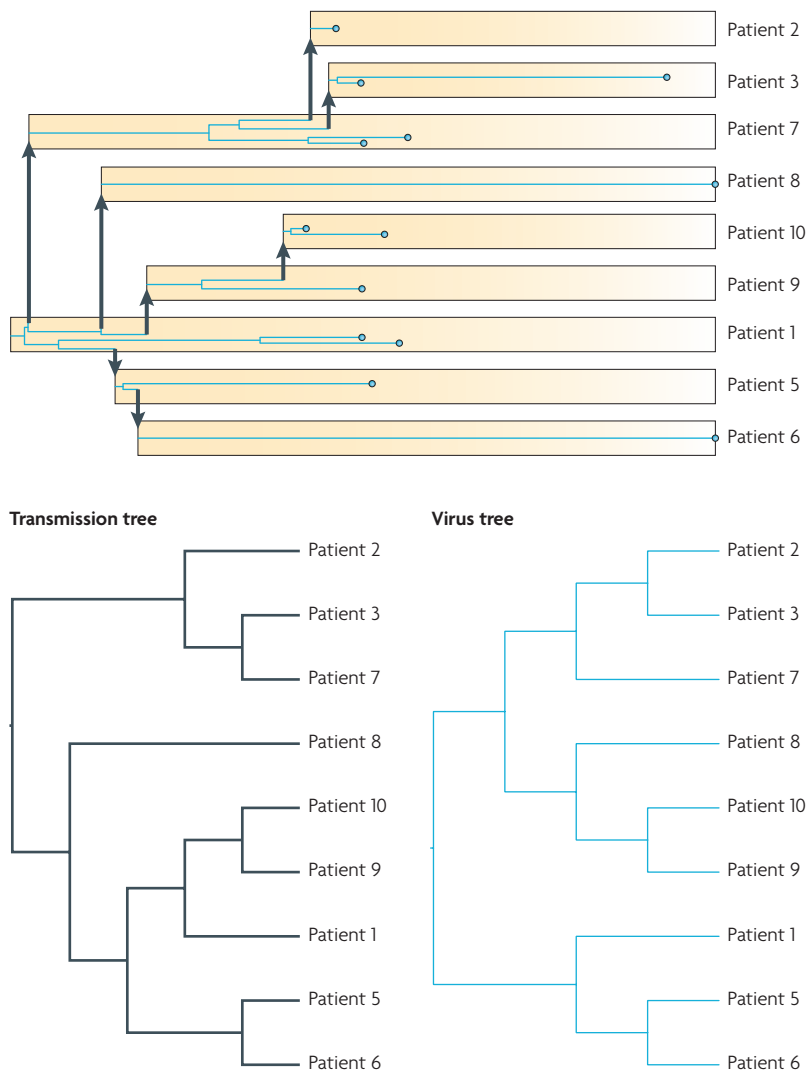 Patient 2
Patient 3
Patient 7
Patient 8
Patient 10
Patient 9
Patient 1
Patient 5
Patient 6
Transmission tree
Patient 2
Patient 3
Patient 7
Patient 8
Patient 10
Patient 9
Patient 1
Patient 5
Patient 6
Virus tree
Patient 2
Patient 3
Patient 7
Patient 8
Patient 10
Patient 9
Patient 1
Patient 5
Patient 6